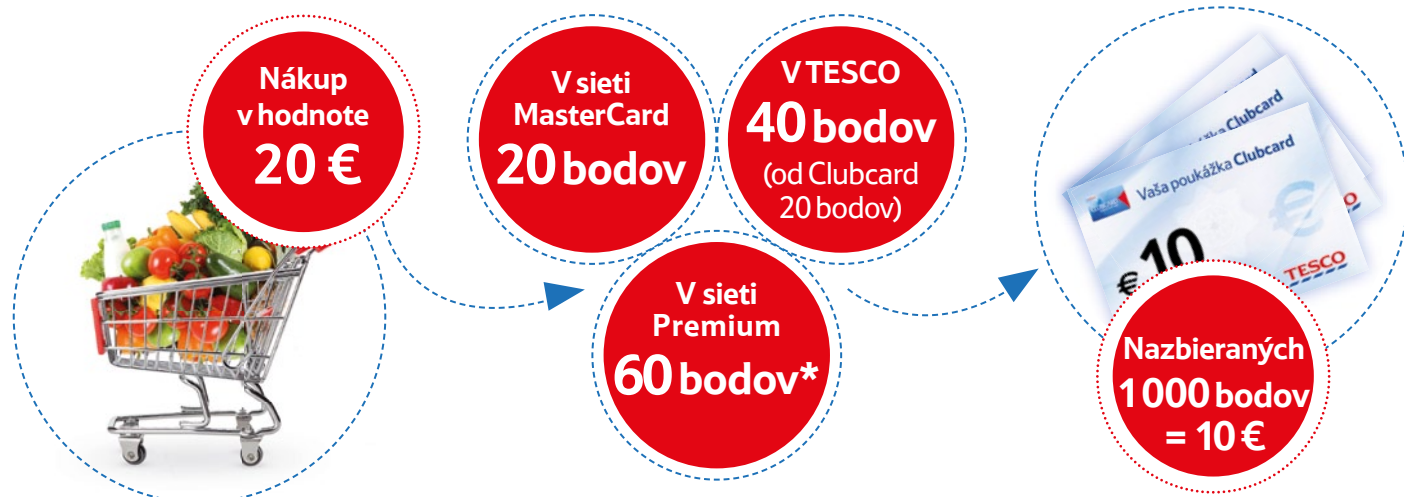 Nákup
v hodnote
20 €
V sieti
MasterCard
20 bodov
V TESCO
40 bodov
(od Clubcard
20 bodov)
V sieti
Premium
60 bodov*
Clubcard
Vaša poukážka Clubcard
€10
€
TESCO
Nazbieraných
1 000 bodov
= 10 €